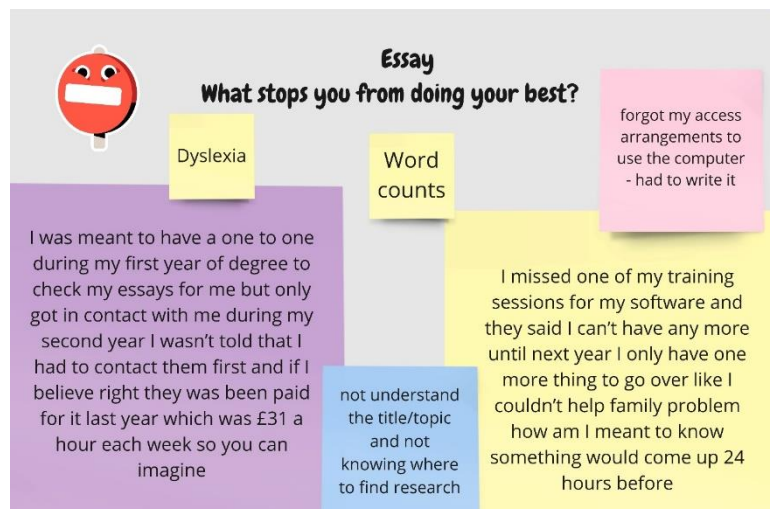 Essay
What stops you from doing your best?
Dyslexia
Word
counts
forgot my access
arrangements to
use the computer
- had to write it
I was meant to have a one to one
during my first year of degree to
check my essays for me but only
got in contact with me during my
second year I wasn't told that I
had to contact them first and if I
believe right they was been paid
for it last year which was £31 a
hour each week so you can
imagine
not understand
the title/topic
and not
knowing where
to find research
I missed one of my training
sessions for my software and
they said I can't have any more
until next year I only have one
more thing to go over like I
couldn't help family problem
how am I meant to know
something would come up 24
hours before